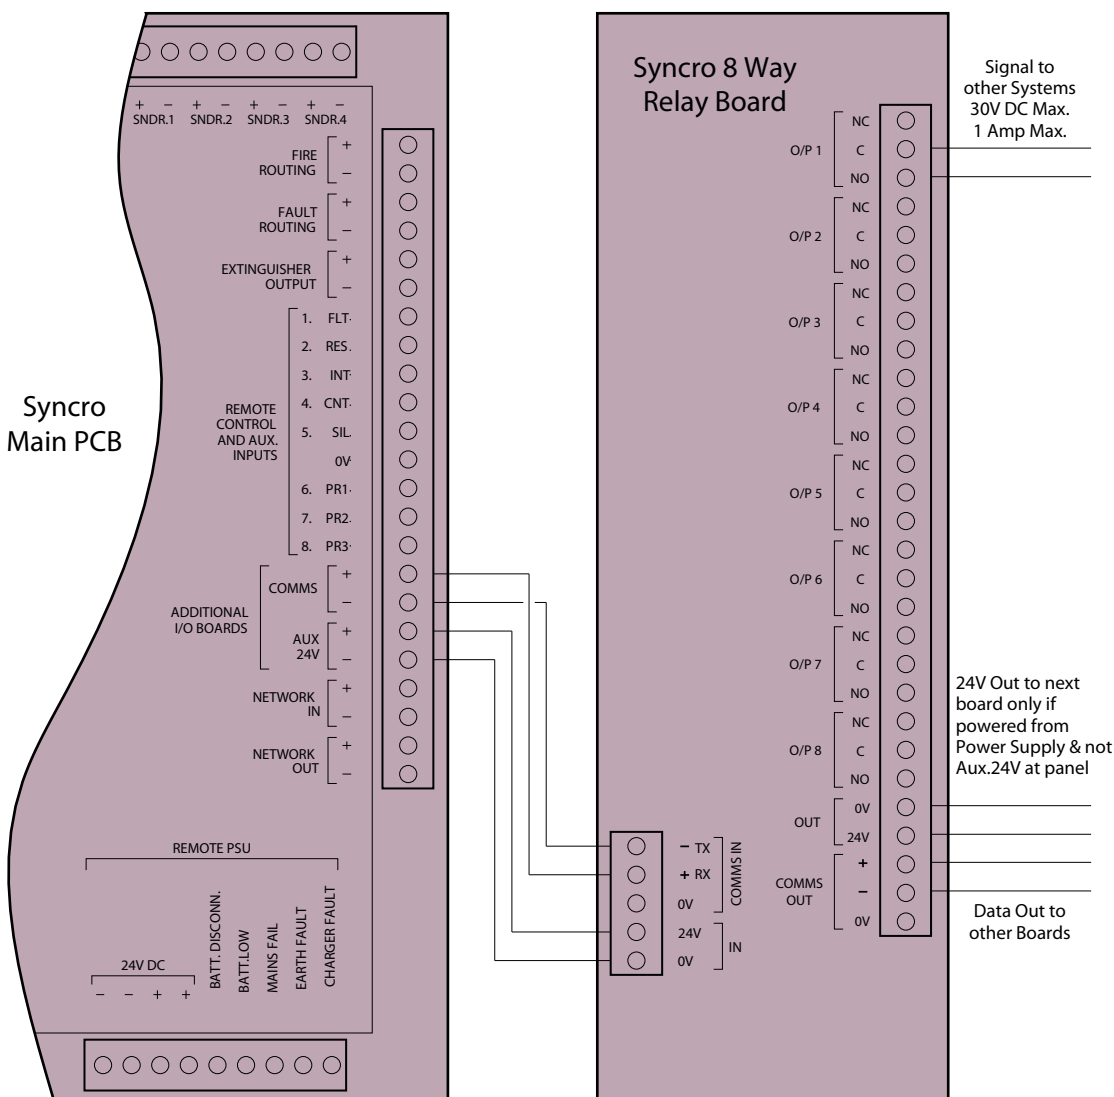 Syncro
Main PCB
+ − + − + − + −
SNDR.1 SNDR.2 SNDR.3 SNDR.4
FIRE
ROUTING
+
−
FAULT
ROUTING
+
−
EXTINGUISHER
OUTPUT
+
−
REMOTE
CONTROL
AND AUX.
INPUTS
1. FLT
2. RES
3. INT
4. CNT
5. SIL
0V
6. PR1
7. PR2
8. PR3
ADDITIONAL
I/O BOARDS
COMMS
+
−
AUX
24V
+
−
NETWORK
IN
+
−
NETWORK
OUT
+
−
REMOTE PSU
24V DC
− − + +
BATT. DISCONN.
BATT.LOW
MAINS FAIL
EARTH FAULT
CHARGER FAULT
Syncro 8 Way
Relay Board
O/P 1
NC
C
NO
O/P 2
NC
C
NO
O/P 3
NC
C
NO
O/P 4
NC
C
NO
O/P 5
NC
C
NO
O/P 6
NC
C
NO
O/P 7
NC
C
NO
O/P 8
NC
C
NO
OUT
0V
24V
COMMS
OUT
+
−
0V
− TX
+ RX
0V
COMMS IN
24V
0V
IN
Signal to
other Systems
30V DC Max.
1 Amp Max.
24V Out to next
board only if
powered from
Power Supply & not
Aux.24V at panel
Data Out to
other Boards